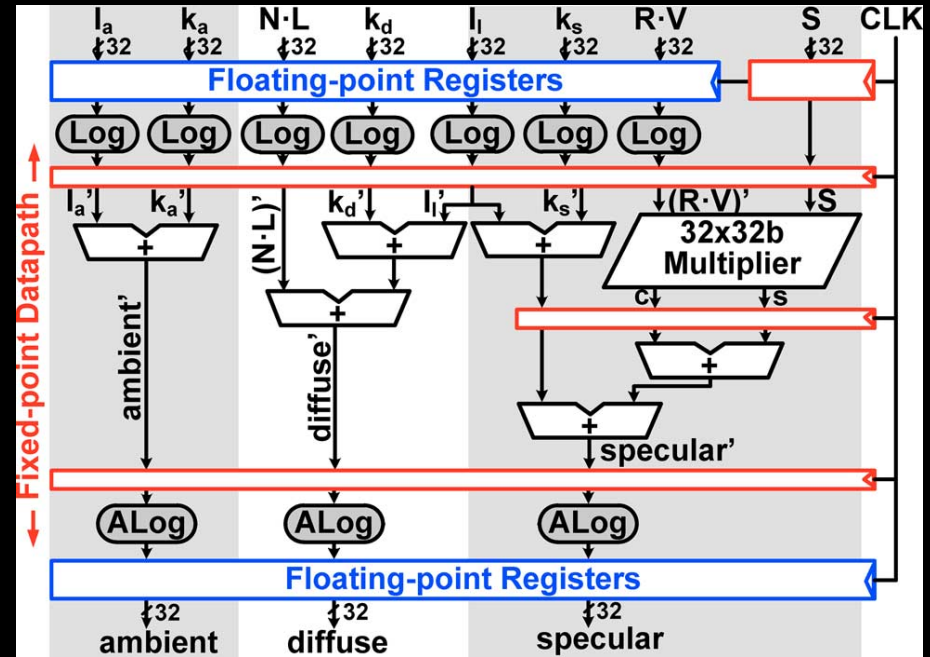 Iₐ kₐ N·L k_d Iₗ kₛ R·V S CLK
32 32 32 32 32 32 32 32
Floating-point Registers
Log Log Log Log Log Log Log
Iₐ' kₐ' (N·L)' k_d' Iₗ' kₛ' (R·V)' S
32x32b
Multiplier
+ + +
c s
+
+
ambient' diffuse'
+
specular'
Fixed-point Datapath
ALog ALog ALog
Floating-point Registers
32 32 32
ambient diffuse specular